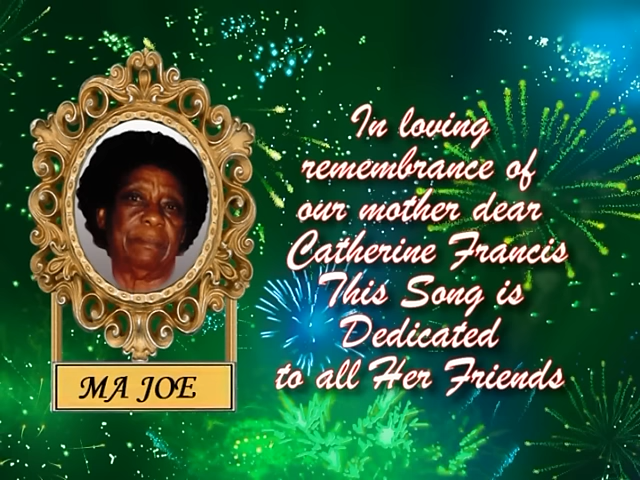 In loving
remembrance of
our mother dear
Catherine Francis
This Song is
Dedicated
to all Her Friends
MA JOE